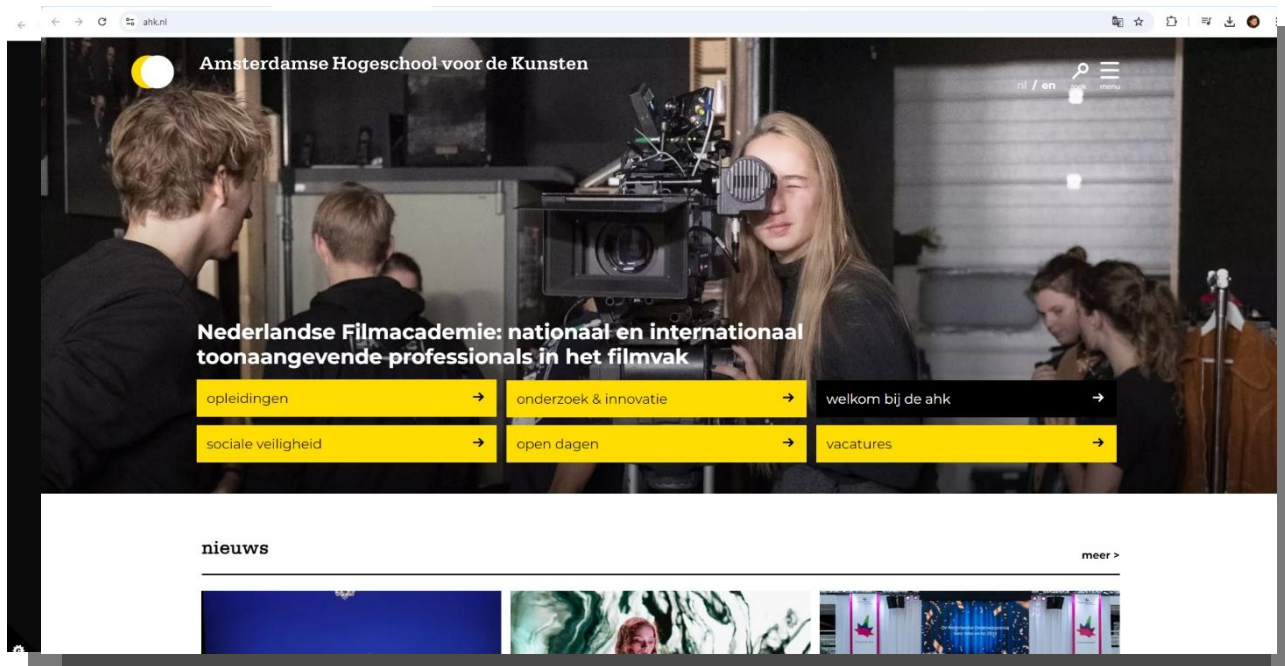 ahk.nl
Amsterdamse Hogeschool voor de Kunsten
nl / en
zoek
menu
Nederlandse Filmacademie: nationaal en internationaal
toonaangevende professionals in het filmvak
opleidingen
onderzoek & innovatie
welkom bij de ahk
sociale veiligheid
open dagen
vacatures
nieuws
meer >